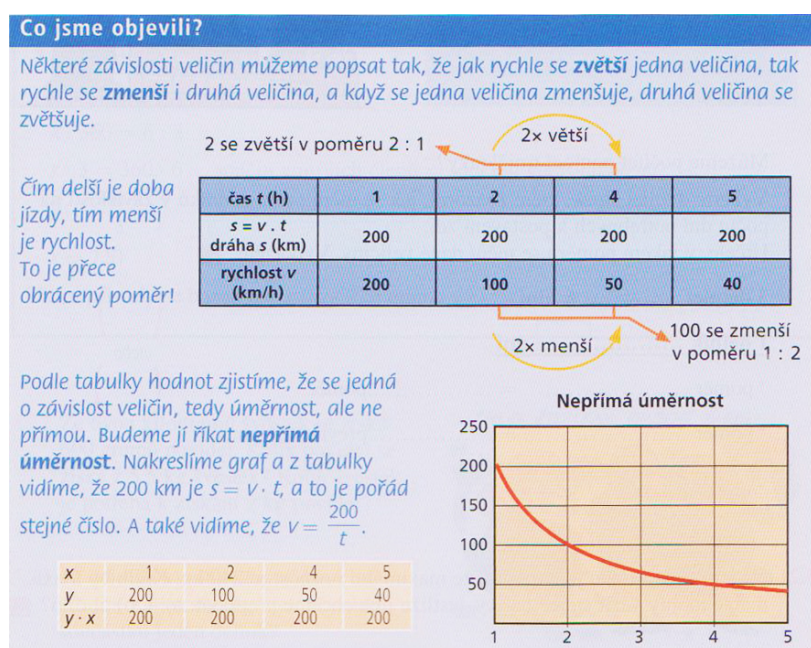 Co jsme objevili?
Některé závislosti veličin můžeme popsat tak, že jak rychle se zvětší jedna veličina, tak
rychle se zmenší i druhá veličina, a když se jedna veličina zmenšuje, druhá veličina se
zvětšuje.
2 se zvětší v poměru 2 : 1
2× větší
Čím delší je doba
jízdy, tím menší
je rychlost.
To je přece
obrácený poměr!
čas t (h) 1 2 4 5
s = v . t
dráha s (km) 200 200 200 200
rychlost v
(km/h) 200 100 50 40
2× menší
100 se zmenší
v poměru 1 : 2
Podle tabulky hodnot zjistíme, že se jedná
o závislost veličin, tedy úměrnost, ale ne
přímou. Budeme jí říkat nepřímá
úměrnost. Nakreslíme graf a z tabulky
vidíme, že 200 km je s = v · t, a to je pořád
stejné číslo. A také vidíme, že v = 200/t.
x 1 2 4 5
y 200 100 50 40
y · x 200 200 200 200
Nepřímá úměrnost
250
200
150
100
50
1 2 3 4 5